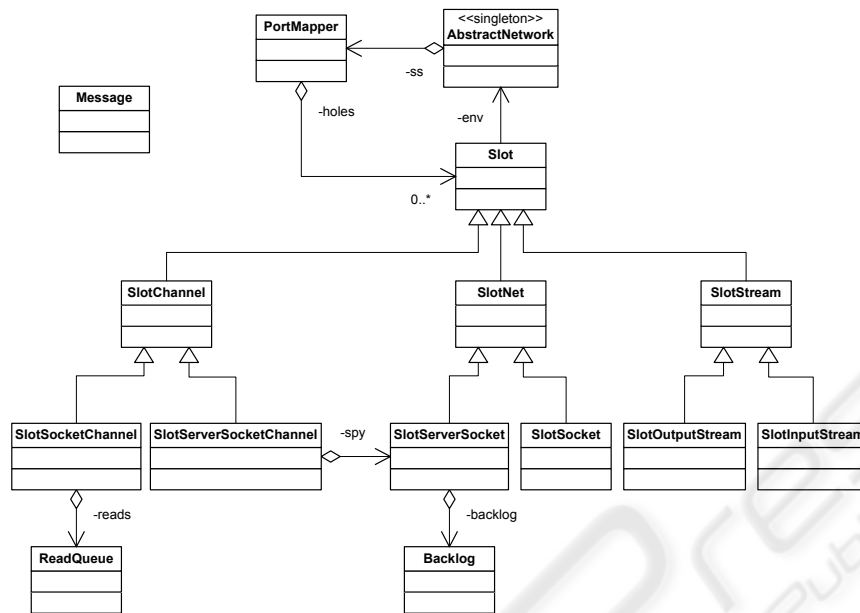 <<singleton>>
PortMapper
AbstractNetwork
-ss
Message
-holes
-env
Slot
0..*
SlotChannel
SlotNet
SlotStream
SlotSocketChannel
SlotServerSocketChannel
-spy
SlotServerSocket
SlotSocket
SlotOutputStream
SlotInputStream
-reads
-backlog
ReadQueue
Backlog